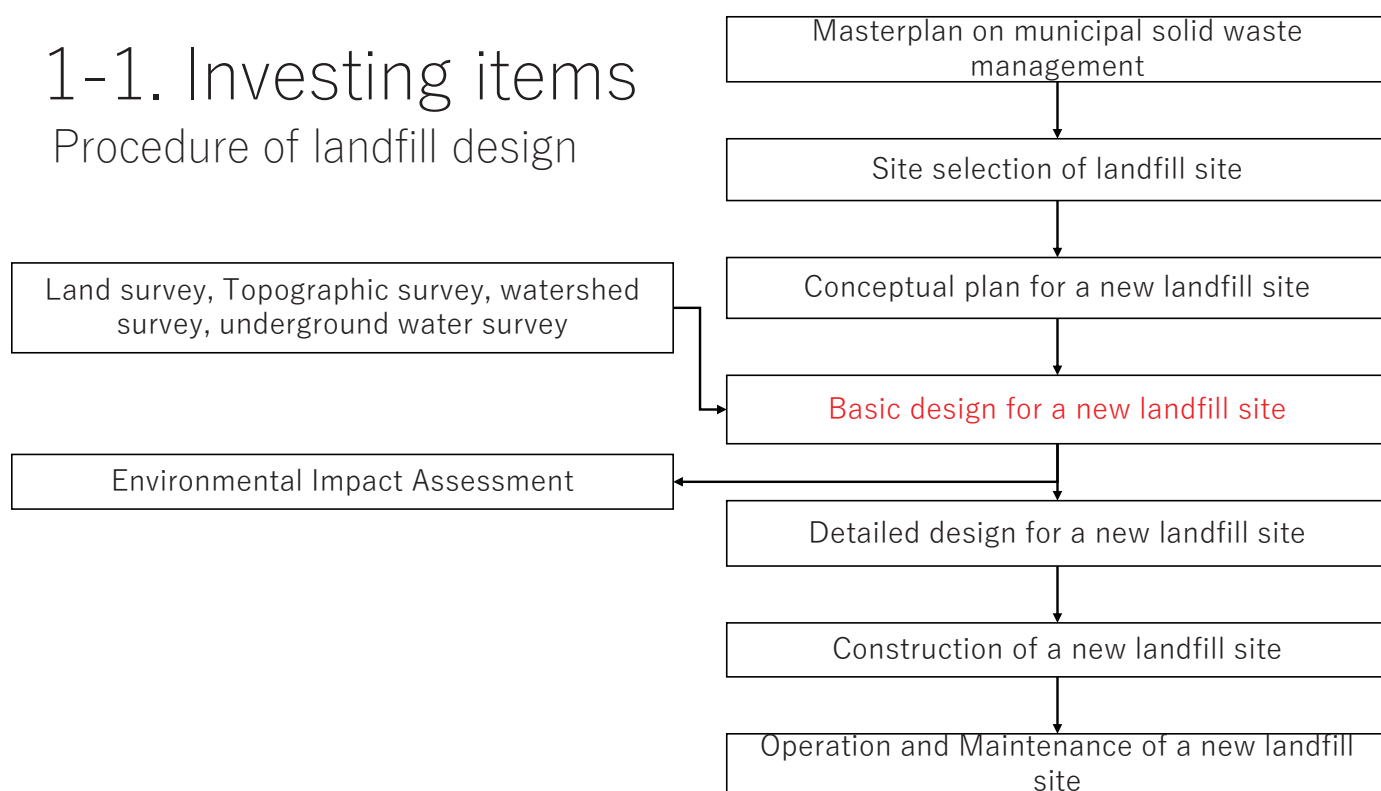 1-1. Investing items
Procedure of landfill design
Masterplan on municipal solid waste
management
Site selection of landfill site
Conceptual plan for a new landfill site
Land survey, Topographic survey, watershed
survey, underground water survey
Basic design for a new landfill site
Environmental Impact Assessment
Detailed design for a new landfill site
Construction of a new landfill site
Operation and Maintenance of a new landfill
site